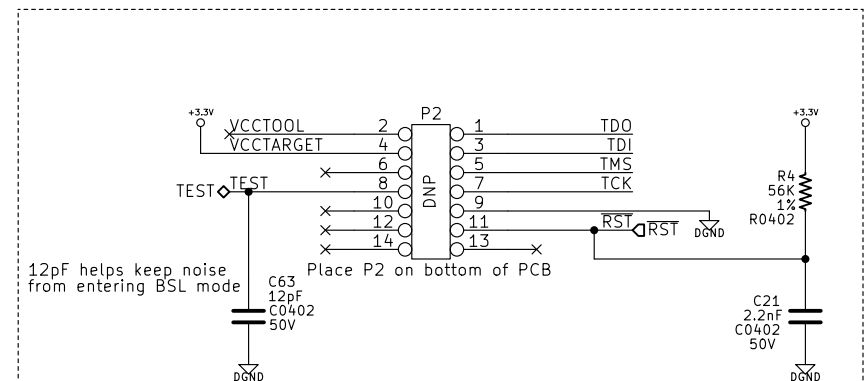 P2
+3.3V
+3.3V
VCCTOOL 2 1 TDO
VCCTARGET 4 3 TDI
6 5 TMS
TEST TEST 8 7 TCK
10 9
12 11 RST RST
14 13
DNP
DGND
R4
56K
1%
R0402
Place P2 on bottom of PCB
12pF helps keep noise
from entering BSL mode
C63
12pF
C0402
50V
DGND
C21
2.2nF
C0402
50V
DGND